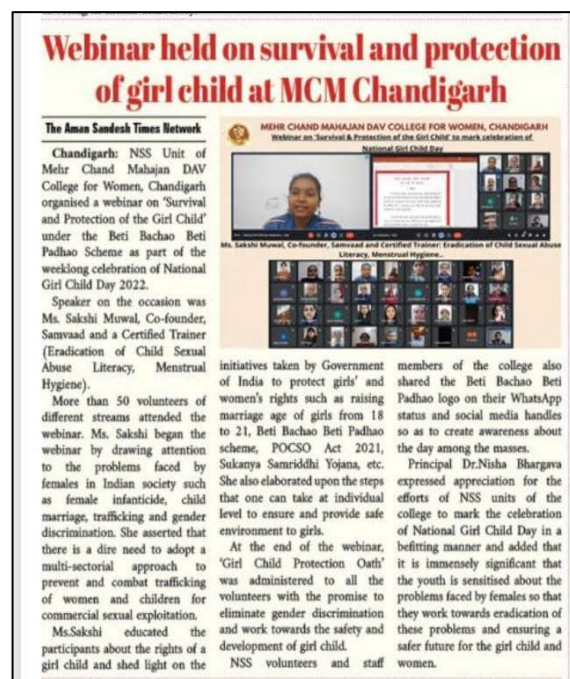 Webinar held on survival and protection
of girl child at MCM Chandigarh
The Aman Sandesh Times Network
Chandigarh: NSS Unit of
Mehr Chand Mahajan DAV
College for Women, Chandigarh
organised a webinar on 'Survival
and Protection of the Girl Child'
under the Beti Bachao Beti
Padhao Scheme as part of the
weeklong celebration of National
Girl Child Day 2022.
Speaker on the occasion was
Ms. Sakshi Muwal, Co-founder,
Samvaad and a Certified Trainer
(Eradication of Child Sexual
Abuse Literacy, Menstrual
Hygiene).
More than 50 volunteers of
different streams attended the
webinar. Ms. Sakshi began the
webinar by drawing attention
to the problems faced by
females in Indian society such
as female infanticide, child
marriage, trafficking and gender
discrimination. She asserted that
there is a dire need to adopt a
multi-sectorial approach to
prevent and combat trafficking
of women and children for
commercial sexual exploitation.
Ms.Sakshi educated the
participants about the rights of a
girl child and shed light on the
MEHR CHAND MAHAJAN DAV COLLEGE FOR WOMEN, CHANDIGARH
Webinar on 'Survival & Protection of the Girl Child' to mark celebration of
National Girl Child Day
Ms. Sakshi Muwal, Co-founder, Samvaad and Certified Trainer: Eradication of Child Sexual Abuse
Literacy, Menstrual Hygiene..
initiatives taken by Government
of India to protect girls' and
women's rights such as raising
marriage age of girls from 18
to 21, Beti Bachao Beti Padhao
scheme, POCSO Act 2021,
Sukanya Samriddhi Yojana, etc.
She also elaborated upon the steps
that one can take at individual
level to ensure and provide safe
environment to girls.
At the end of the webinar,
'Girl Child Protection Oath'
was administered to all the
volunteers with the promise to
eliminate gender discrimination
and work towards the safety and
development of girl child.
NSS volunteers and staff
members of the college also
shared the Beti Bachao Beti
Padhao logo on their WhatsApp
status and social media handles
so as to create awareness about
the day among the masses.
Principal Dr.Nisha Bhargava
expressed appreciation for the
efforts of NSS units of the
college to mark the celebration
of National Girl Child Day in a
befitting manner and added that
it is immensely significant that
the youth is sensitised about the
problems faced by females so that
they work towards eradication of
these problems and ensuring a
safer future for the girl child and
women.